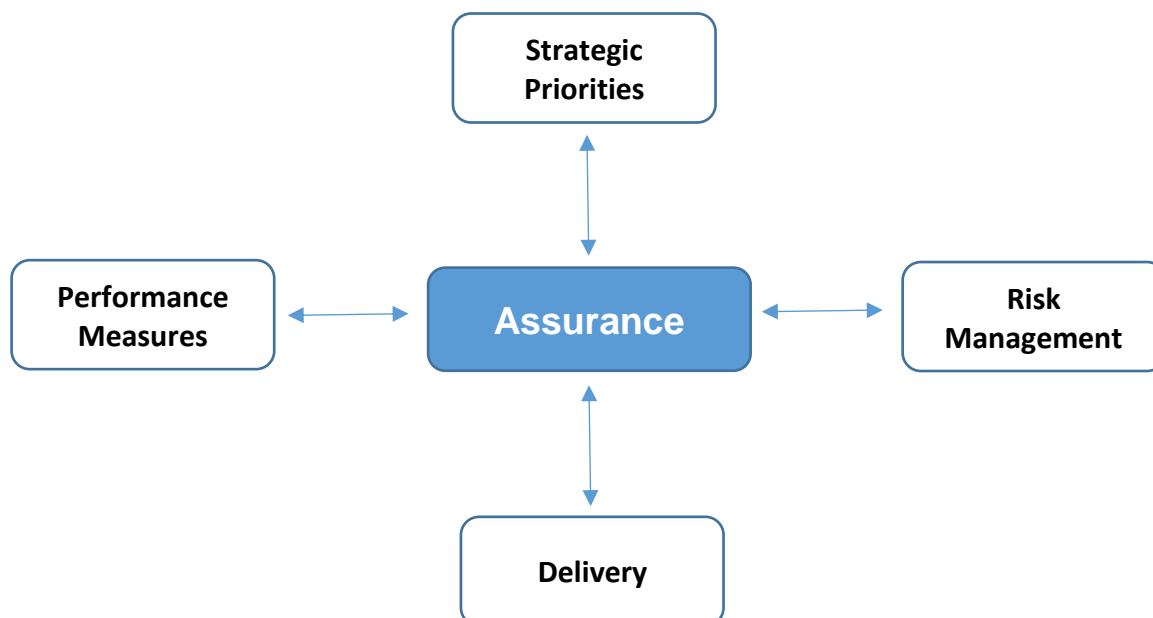 Strategic
Priorities
Performance
Measures
Assurance
Risk
Management
Delivery